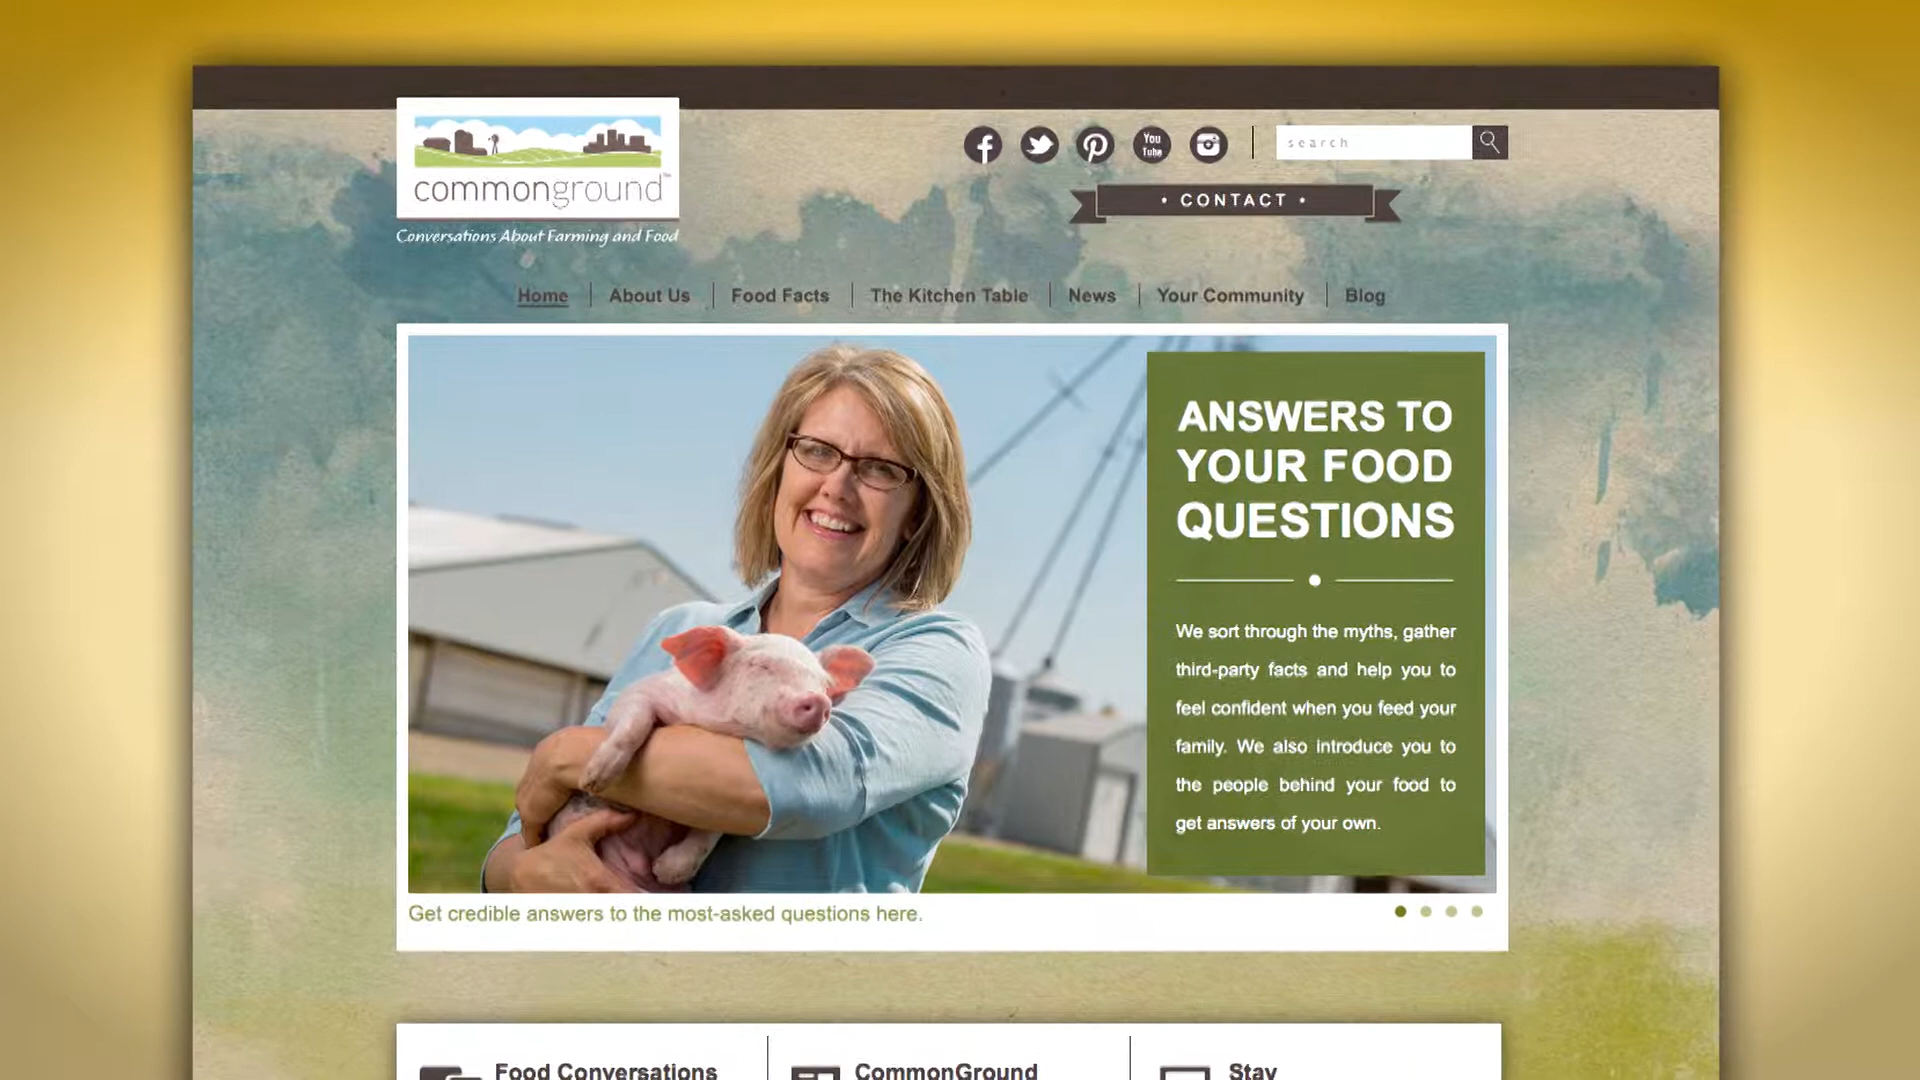 commonground™
Conversations About Farming and Food
You
Tube
search
• CONTACT •
Home
About Us
Food Facts
The Kitchen Table
News
Your Community
Blog
ANSWERS TO
YOUR FOOD
QUESTIONS
We sort through the myths, gather
third-party facts and help you to
feel confident when you feed your
family. We also introduce you to
the people behind your food to
get answers of your own.
Get credible answers to the most-asked questions here.
Food Conversations
CommonGround
Stay